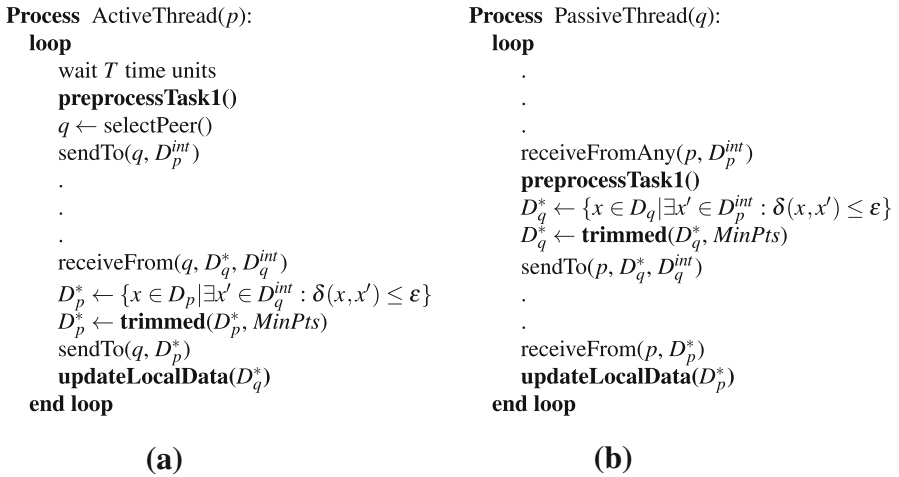 Process ActiveThread(p):
loop
wait T time units
preprocessTask1()
q ← selectPeer()
sendTo(q, D_p^{int})
.
.
.
receiveFrom(q, D_q^*, D_q^{int})
D_p^* ← {x ∈ D_p|∃x′ ∈ D_q^{int} : δ(x,x′) ≤ ε}
D_p^* ← trimmed(D_p^*, MinPts)
sendTo(q, D_p^*)
updateLocalData(D_q^*)
end loop
(a)
Process PassiveThread(q):
loop
.
.
.
receiveFromAny(p, D_p^{int})
preprocessTask1()
D_q^* ← {x ∈ D_q|∃x′ ∈ D_p^{int} : δ(x,x′) ≤ ε}
D_q^* ← trimmed(D_q^*, MinPts)
sendTo(p, D_q^*, D_q^{int})
.
.
receiveFrom(p, D_p^*)
updateLocalData(D_p^*)
end loop
(b)